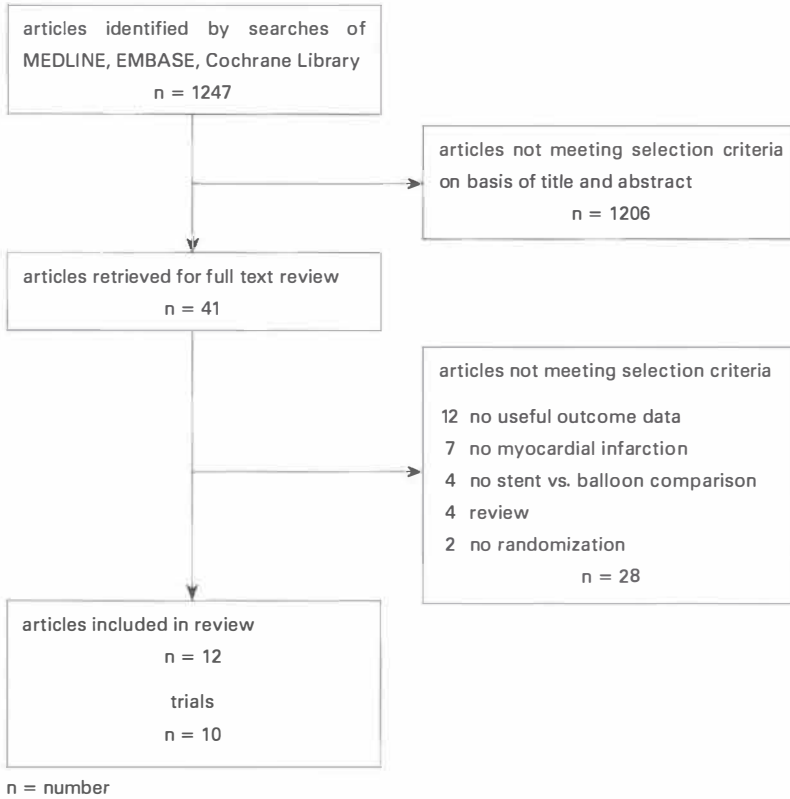 articles identified by searches of
MEDLINE, EMBASE, Cochrane Library
n = 1247
articles not meeting selection criteria
on basis of title and abstract
n = 1206
articles retrieved for full text review
n = 41
articles not meeting selection criteria
12 no useful outcome data
7 no myocardial infarction
4 no stent vs. balloon comparison
4 review
2 no randomization
n = 28
articles included in review
n = 12
trials
n = 10
n = number